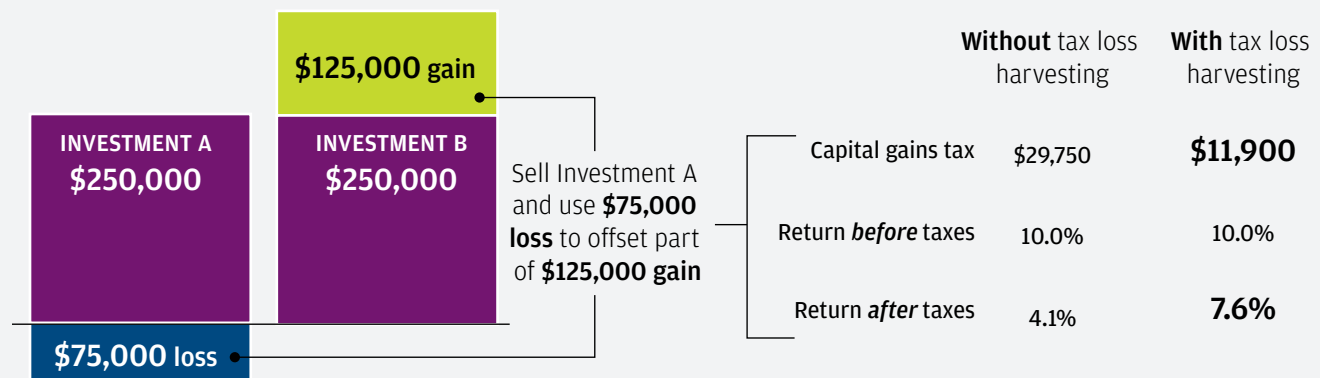 $125,000 gain
INVESTMENT A
$250,000
INVESTMENT B
$250,000
$75,000 loss
Sell Investment A
and use $75,000
loss to offset part
of $125,000 gain
Without tax loss
harvesting
With tax loss
harvesting
Capital gains tax $29,750 $11,900
Return before taxes 10.0% 10.0%
Return after taxes 4.1% 7.6%